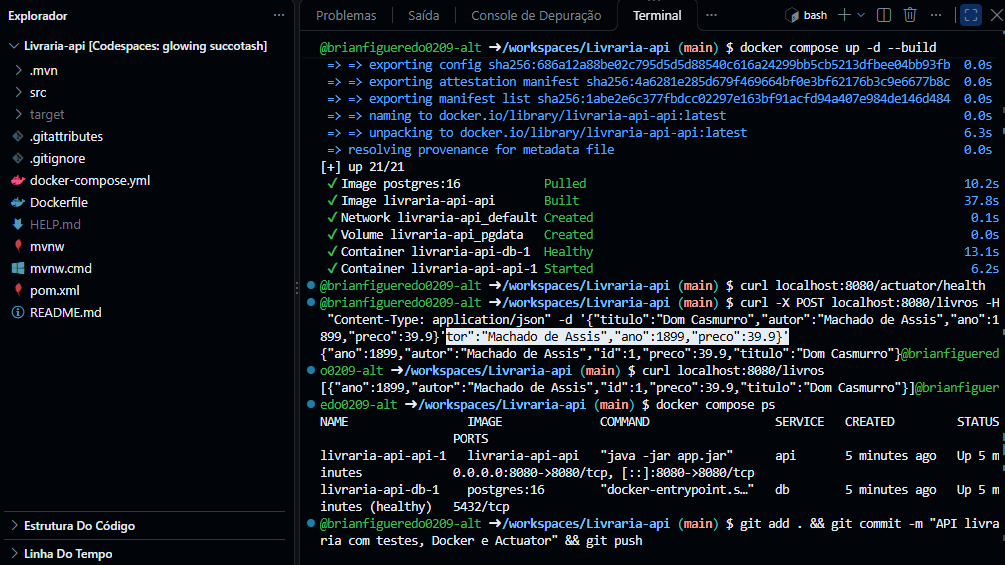 Explorador
Livraria-api [Codespaces: glowing succotash]
.mvn
src
target
.gitattributes
.gitignore
docker-compose.yml
Dockerfile
HELP.md
mvnw
mvnw.cmd
pom.xml
README.md
Estrutura Do Código
Linha Do Tempo
Problemas Saída Console de Depuração Terminal ··· bash
@brianfigueredo0209-alt ➜/workspaces/Livraria-api (main) $ docker compose up -d --build
=> => exporting config sha256:686a12a88be02c795d5d5d88540c616a24299bb5cb5213dfbee04bb93fb 0.0s
=> => exporting attestation manifest sha256:4a6281e285d679f469664bf0e3bf62176b3c9e6677b8c 0.0s
=> => exporting manifest list sha256:1abe2e6c377fbdcc02297e163bf91acfd94a407e984de146d484 0.0s
=> => naming to docker.io/library/livraria-api-api:latest 0.0s
=> => unpacking to docker.io/library/livraria-api-api:latest 6.3s
=> resolving provenance for metadata file 0.0s
[+] up 21/21
✓ Image postgres:16 Pulled 10.2s
✓ Image livraria-api-api Built 37.8s
✓ Network livraria-api_default Created 0.1s
✓ Volume livraria-api_pgdata Created 0.0s
✓ Container livraria-api-db-1 Healthy 13.1s
✓ Container livraria-api-api-1 Started 6.2s
@brianfigueredo0209-alt ➜/workspaces/Livraria-api (main) $ curl localhost:8080/actuator/health
@brianfigueredo0209-alt ➜/workspaces/Livraria-api (main) $ curl -X POST localhost:8080/livros -H
"Content-Type: application/json" -d '{"titulo":"Dom Casmurro","autor":"Machado de Assis","ano":1
899,"preco":39.9}'tor":"Machado de Assis","ano":1899,"preco":39.9}'
{"ano":1899,"autor":"Machado de Assis","id":1,"preco":39.9,"titulo":"Dom Casmurro"}@brianfiguered
o0209-alt ➜/workspaces/Livraria-api (main) $ curl localhost:8080/livros
[{"ano":1899,"autor":"Machado de Assis","id":1,"preco":39.9,"titulo":"Dom Casmurro"}]@brianfiguer
edo0209-alt ➜/workspaces/Livraria-api (main) $ docker compose ps
NAME IMAGE COMMAND SERVICE CREATED STATUS
PORTS
livraria-api-api-1 livraria-api-api "java -jar app.jar" api 5 minutes ago Up 5 m
inutes 0.0.0.0:8080->8080/tcp, [::]:8080->8080/tcp
livraria-api-db-1 postgres:16 "docker-entrypoint.s…" db 5 minutes ago Up 5 m
inutes (healthy) 5432/tcp
@brianfigueredo0209-alt ➜/workspaces/Livraria-api (main) $ git add . && git commit -m "API livra
ria com testes, Docker e Actuator" && git push